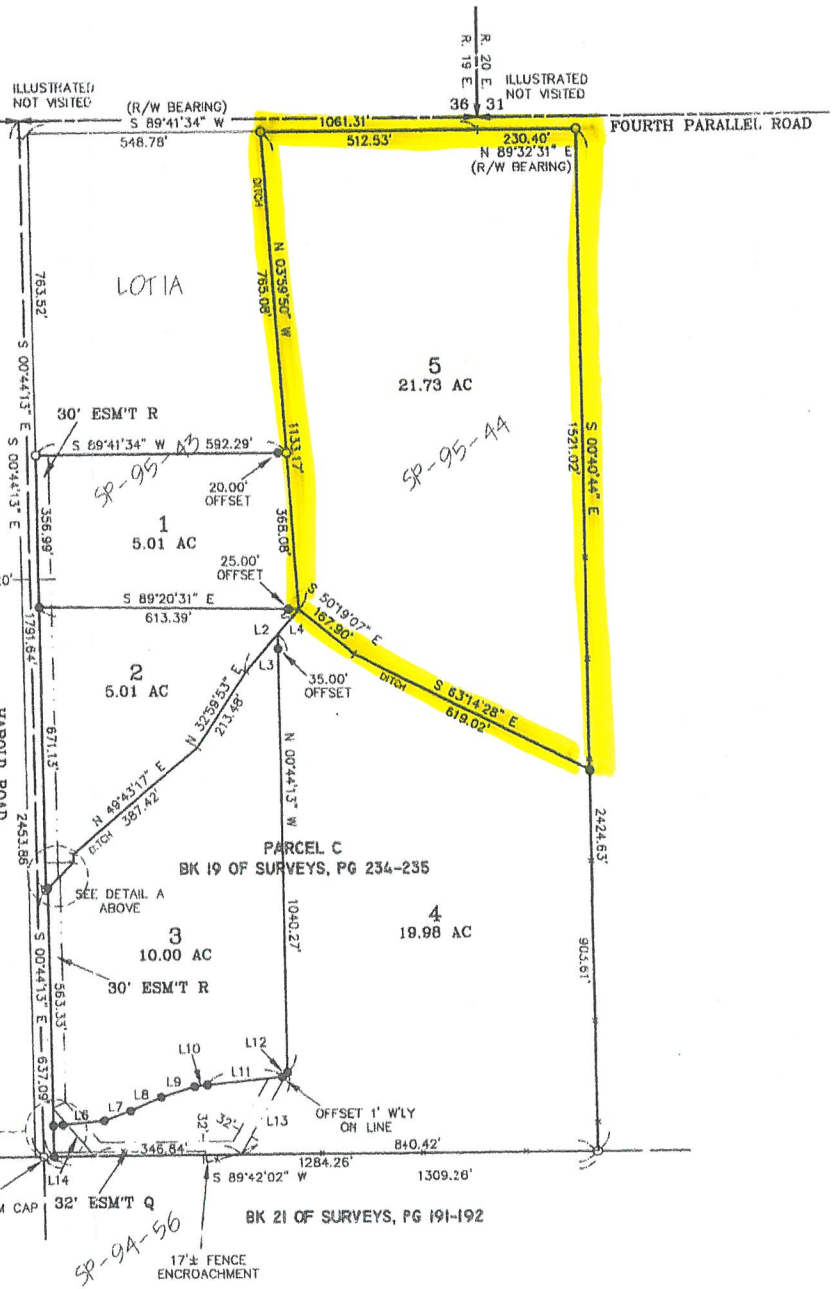 R. 19 E.
R. 20 E.
ILLUSTRATED
NOT VISITED
36 31
ILLUSTRATED
NOT VISITED
(R/W BEARING)
S 89°41'34" W
1061.31'
548.78'
512.53'
230.40'
FOURTH PARALLEL ROAD
N 89°32'31" E
(R/W BEARING)
DITCH
N 03°59'50" W
765.08'
LOT 1A
763.52'
S 00°44'13" E
S 00°44'13" E
5
21.73 AC
SP-95-44
1133.17'
1521.02'
S 00°40'44" E
30' ESM'T R
S 89°41'34" W 592.29'
SP-95-43
20.00'
OFFSET
356.99'
1
5.01 AC
368.08'
25.00'
OFFSET
S 89°20'31" E
613.39'
1791.64'
S 50°19'07" E
167.90'
L2
L4
L3
2
5.01 AC
35.00'
OFFSET
DITCH
S 63°14'28" E
619.02'
N 32°59'53" E
213.48'
671.13'
HAROLD ROAD
2453.86
N 00°44'13" W
N 49°43'17" E
DITCH 387.42'
2424.63'
PARCEL C
BK 19 OF SURVEYS, PG 234-235
SEE DETAIL A
ABOVE
1040.27'
4
19.98 AC
3
10.00 AC
903.61'
S 00°44'13" E
563.33'
30' ESM'T R
637.09'
L12
L10
L11
L9
L8
L7
L6
L13
OFFSET 1' W'LY
ON LINE
32'
32'
346.84'
840.42'
1284.26'
S 89°42'02" W
1309.26'
L14
M CAP
32' ESM'T Q
BK 21 OF SURVEYS, PG 191-192
SP-94-56
17'± FENCE
ENCROACHMENT